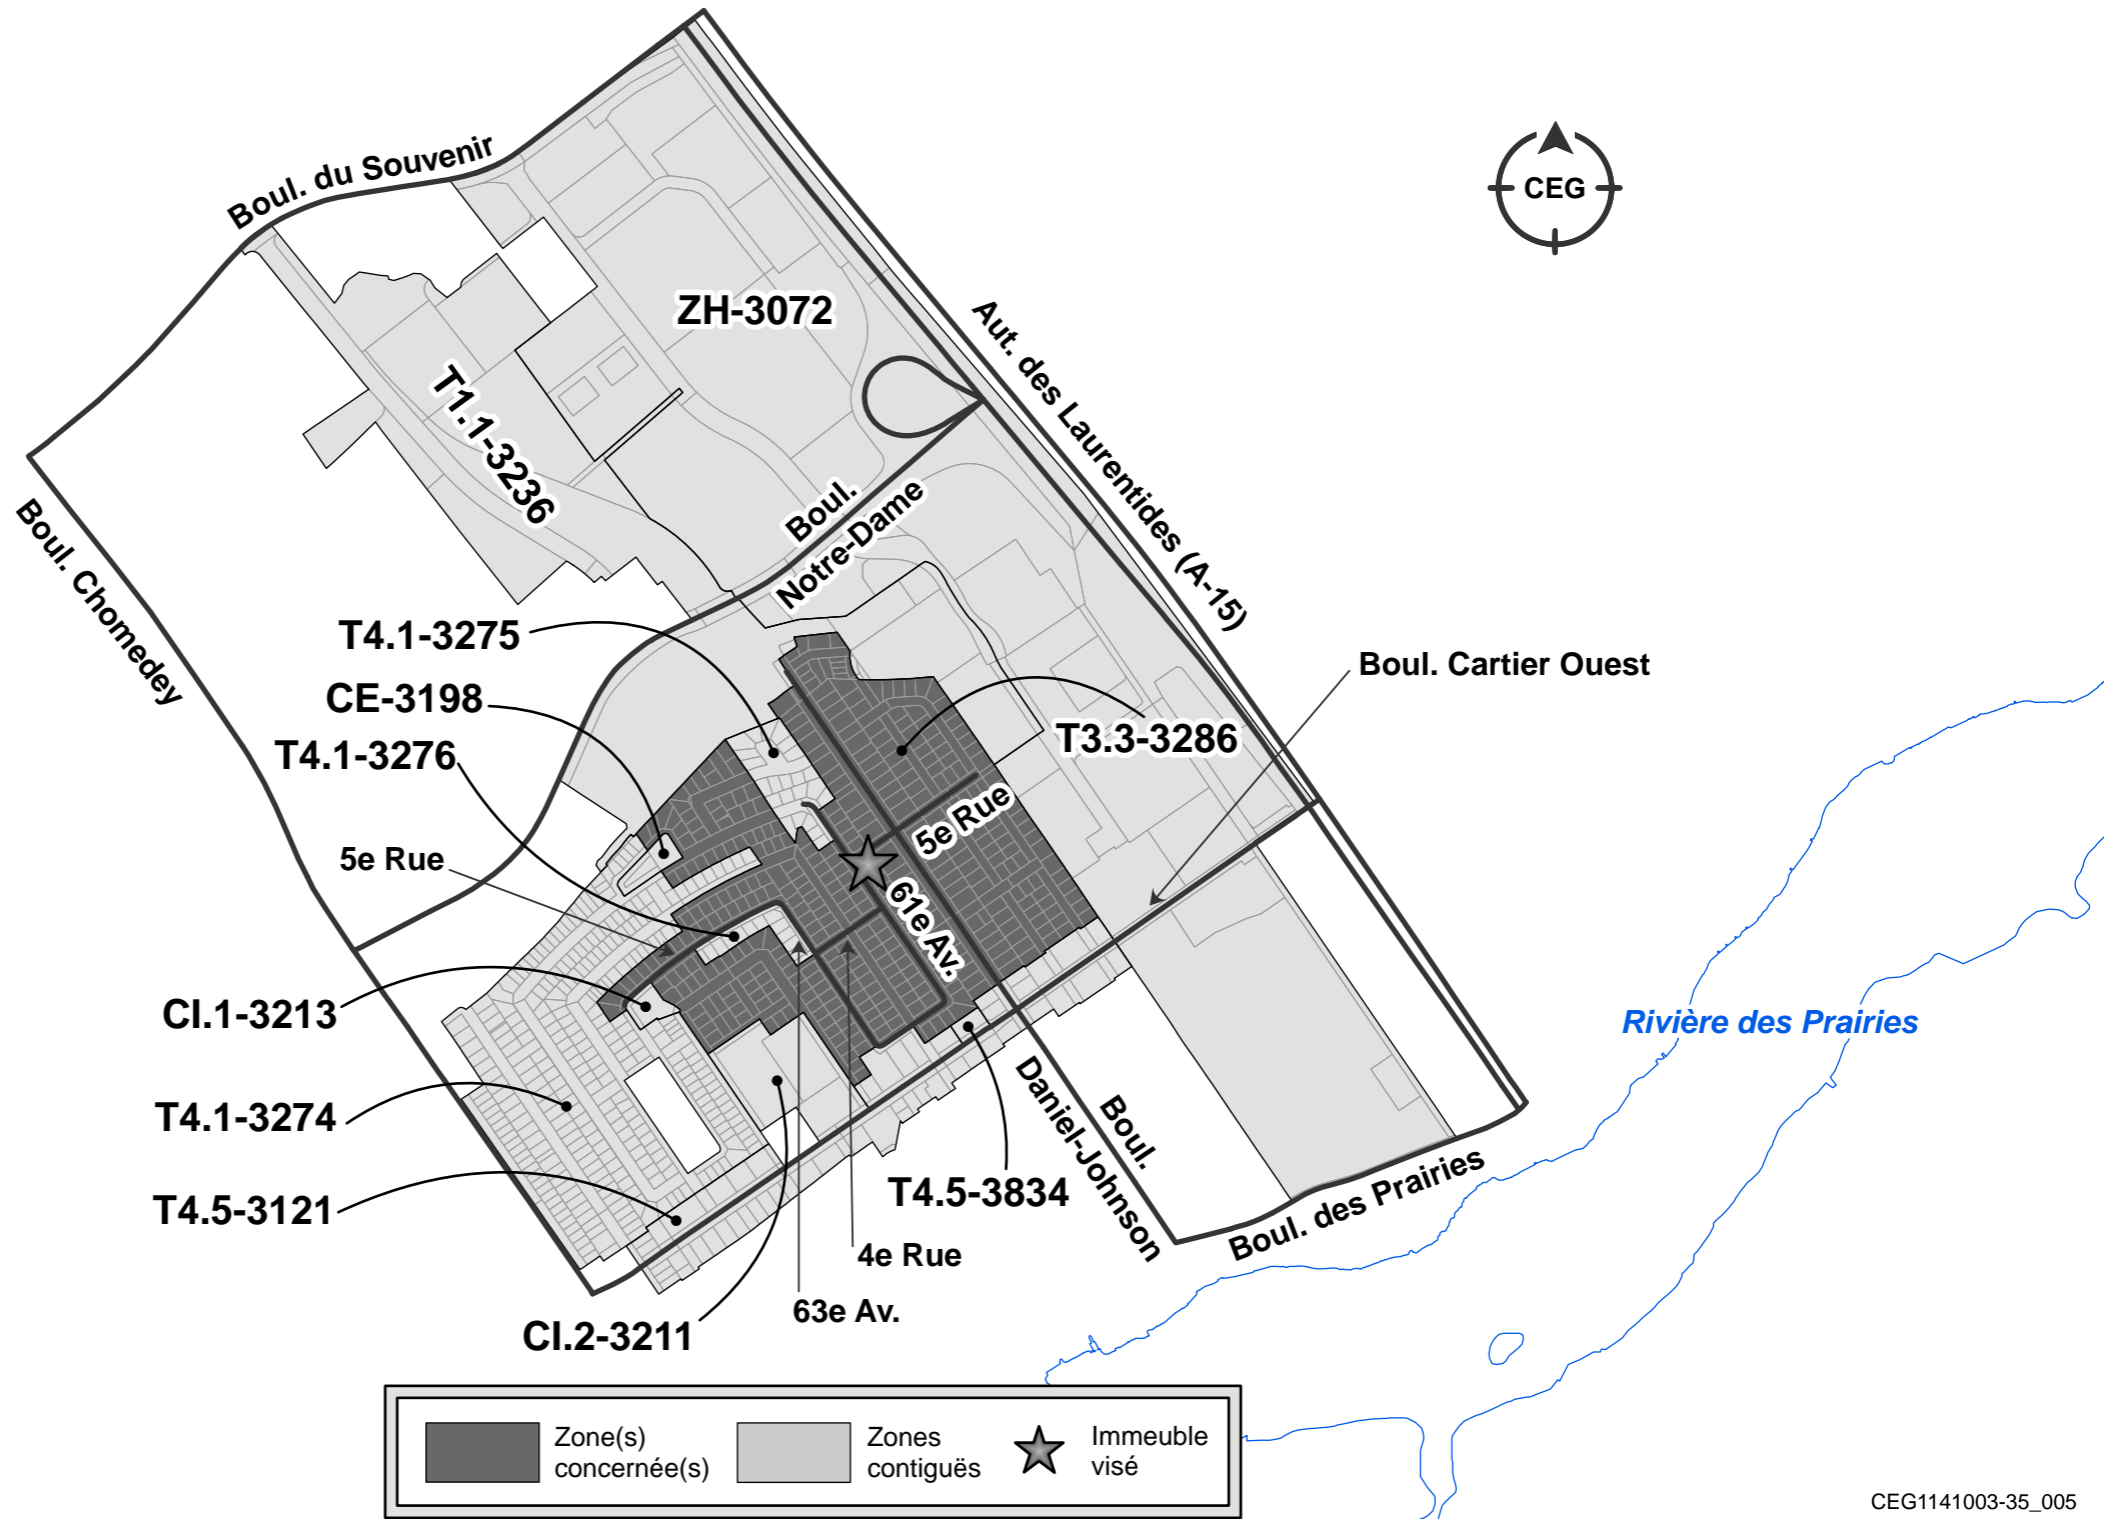 Boul. du Souvenir
CEG
ZH-3072
Aut. des Laurentides (A-15)
T1.1-3236
Boul.
Notre-Dame
Boul. Chomedey
T4.1-3275
Boul. Cartier Ouest
CE-3198
T3.3-3286
T4.1-3276
5e Rue
5e Rue
61e Av.
CI.1-3213
Rivière des Prairies
T4.1-3274
Boul.
Daniel-Johnson
T4.5-3834
Boul. des Prairies
T4.5-3121
4e Rue
63e Av.
CI.2-3211
Zone(s)
concernée(s)
Zones
contiguës
Immeuble
visé
CEG1141003-35_005